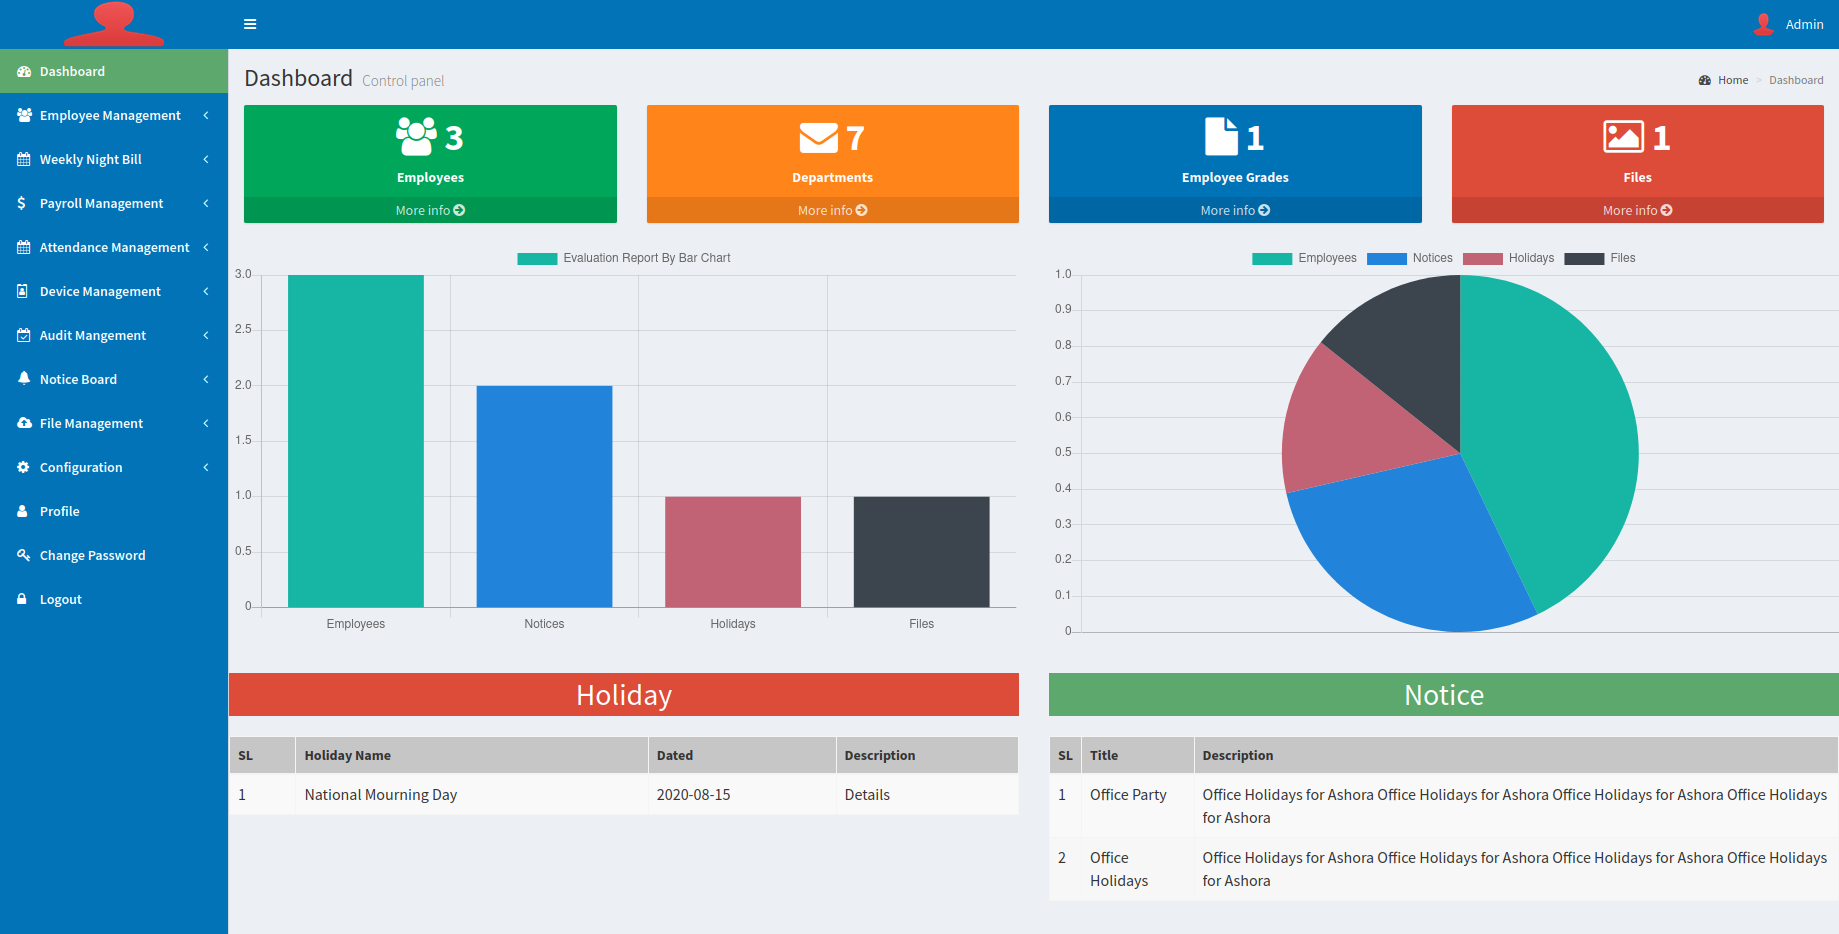 Admin
Dashboard
Employee Management
Weekly Night Bill
Payroll Management
Attendance Management
Device Management
Audit Mangement
Notice Board
File Management
Configuration
Profile
Change Password
Logout
Dashboard Control panel
Home > Dashboard
3
Employees
More info
7
Departments
More info
1
Employee Grades
More info
1
Files
More info
Evaluation Report By Bar Chart
3.0
2.5
2.0
1.5
1.0
0.5
0
Employees Notices Holidays Files
Employees Notices Holidays Files
1.0
0.9
0.8
0.7
0.6
0.5
0.4
0.3
0.2
0.1
0
Holiday
SL Holiday Name Dated Description
1 National Mourning Day 2020-08-15 Details
Notice
SL Title Description
1 Office Party Office Holidays for Ashora Office Holidays for Ashora Office Holidays for Ashora Office Holidays
for Ashora
2 Office Office Holidays for Ashora Office Holidays for Ashora Office Holidays for Ashora Office Holidays
Holidays for Ashora